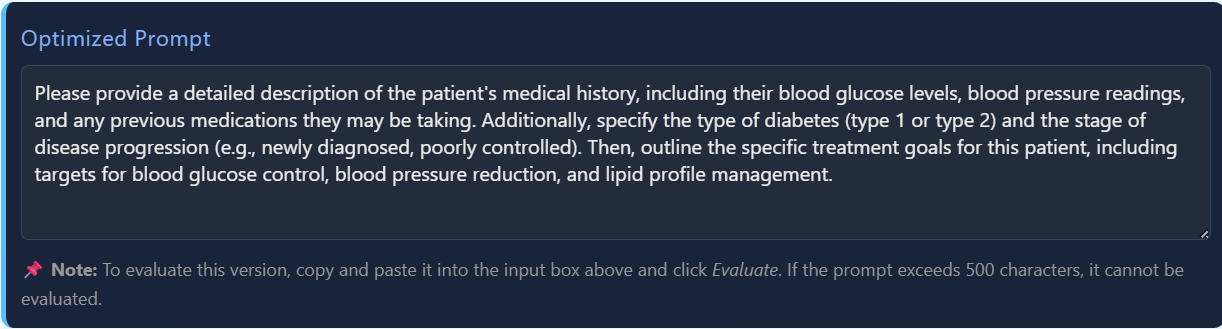 Optimized Prompt
Please provide a detailed description of the patient's medical history, including their blood glucose levels, blood pressure readings,
and any previous medications they may be taking. Additionally, specify the type of diabetes (type 1 or type 2) and the stage of
disease progression (e.g., newly diagnosed, poorly controlled). Then, outline the specific treatment goals for this patient, including
targets for blood glucose control, blood pressure reduction, and lipid profile management.
📌 Note: To evaluate this version, copy and paste it into the input box above and click Evaluate. If the prompt exceeds 500 characters, it cannot be
evaluated.